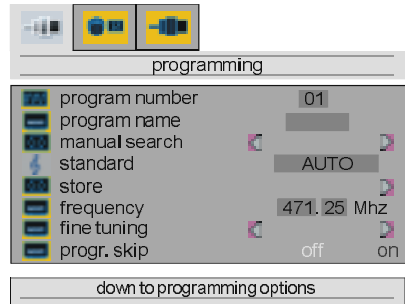 programming
program number 01
program name
manual search
standard AUTO
store
frequency 471. 25 Mhz
fine tuning
progr. skip off on
down to programming options